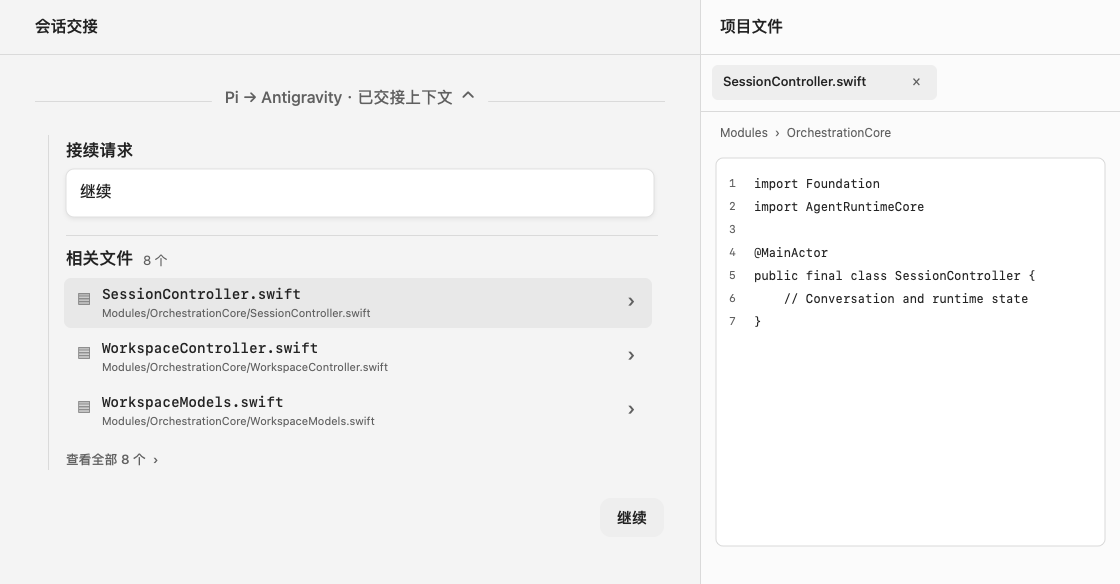 会话交接
Pi → Antigravity · 已交接上下文
接续请求
继续
相关文件 8 个
SessionController.swift
Modules/OrchestrationCore/SessionController.swift
WorkspaceController.swift
Modules/OrchestrationCore/WorkspaceController.swift
WorkspaceModels.swift
Modules/OrchestrationCore/WorkspaceModels.swift
查看全部 8 个 ›
继续
项目文件
SessionController.swift ×
Modules › OrchestrationCore
1 import Foundation
2 import AgentRuntimeCore
3
4 @MainActor
5 public final class SessionController {
6     // Conversation and runtime state
7 }